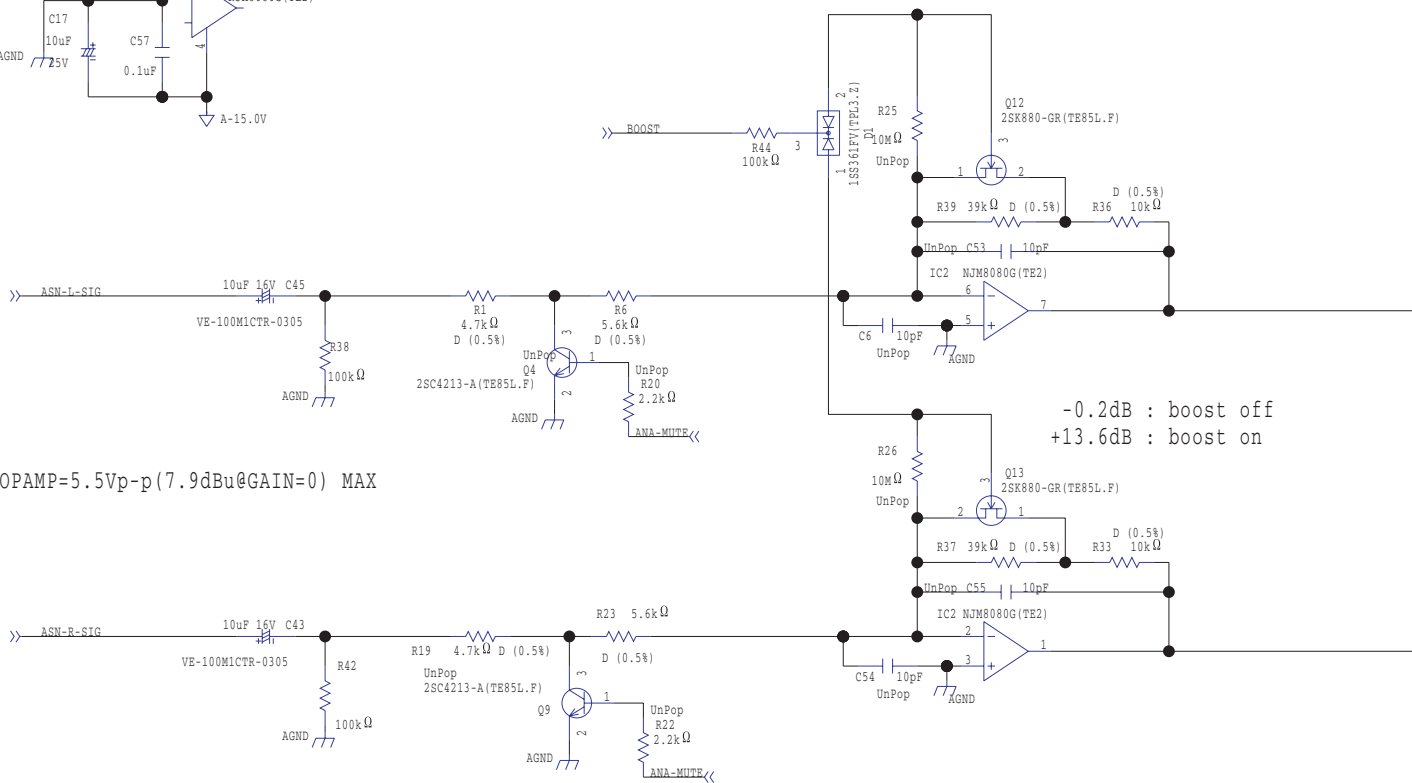 C17
10uF
25V
AGND
C57
0.1uF
4
A-15.0V
BOOST
R44
100kΩ
3
2
1
1SS361FV(TPL3.Z)
D1
R25
10MΩ
UnPop
Q12
2SK880-GR(TE85L.F)
3
1
2
D (0.5%)
R39 39kΩ D (0.5%)
R36 10kΩ
UnPop C53 10pF
IC2 NJM8080G(TE2)
6
7
5
ASN-L-SIG
10uF 16V C45
VE-100M1CTR-0305
R38
100kΩ
AGND
R1
4.7kΩ
D (0.5%)
R6
5.6kΩ
D (0.5%)
C6 10pF
UnPop
AGND
UnPop
Q4
2SC4213-A(TE85L.F)
3
1
2
AGND
UnPop
R20
2.2kΩ
ANA-MUTE
-0.2dB : boost off
+13.6dB : boost on
OPAMP=5.5Vp-p(7.9dBu@GAIN=0) MAX
R26
10MΩ
UnPop
Q13
2SK880-GR(TE85L.F)
3
2
1
D (0.5%)
R37 39kΩ D (0.5%)
R33 10kΩ
UnPop C55 10pF
IC2 NJM8080G(TE2)
2
1
3
ASN-R-SIG
10uF 16V C43
VE-100M1CTR-0305
R42
100kΩ
AGND
R19 4.7kΩ D (0.5%)
R23 5.6kΩ
D (0.5%)
C54 10pF
UnPop
AGND
UnPop
2SC4213-A(TE85L.F)
Q9
3
1
2
AGND
UnPop
R22
2.2kΩ
ANA-MUTE